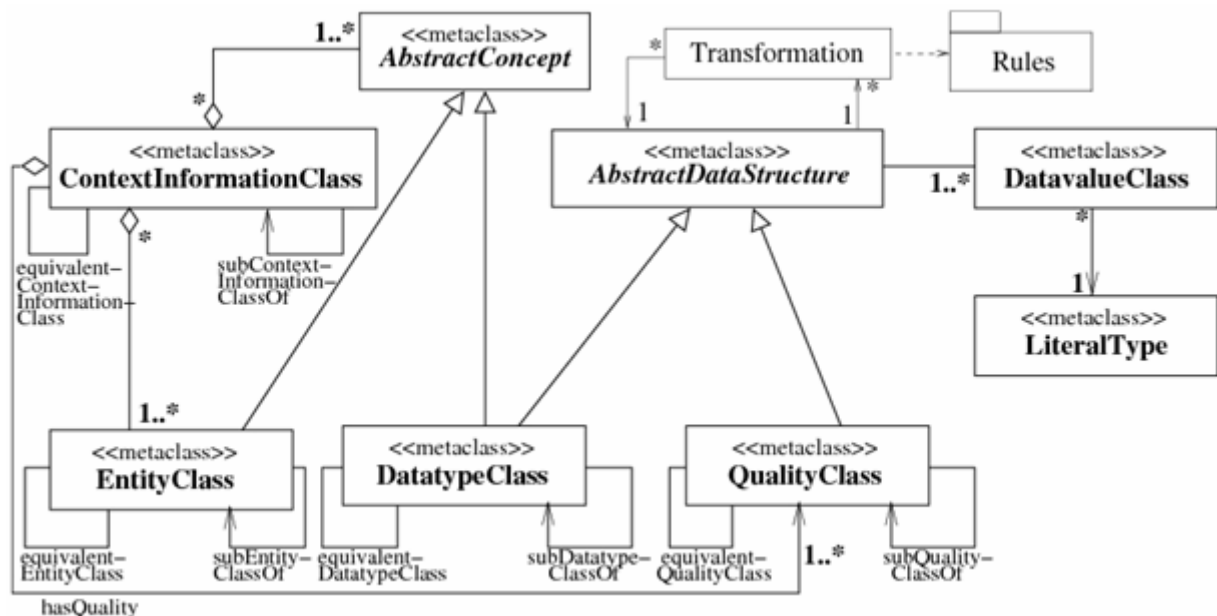 1..*
<<metaclass>>
AbstractConcept
*
*
Transformation
Rules
1
1
*
<<metaclass>>
ContextInformationClass
*
<<metaclass>>
AbstractDataStructure
1..*
<<metaclass>>
DatavalueClass
*
1
equivalent–
Context–
Information–
Class
subContext–
Information–
ClassOf
<<metaclass>>
LiteralType
1..*
<<metaclass>>
EntityClass
<<metaclass>>
DatatypeClass
<<metaclass>>
QualityClass
equivalent–
EntityClass
subEntity–
ClassOf
equivalent–
DatatypeClass
subDatatype–
ClassOf
equivalent–
QualityClass
1..*
subQuality–
ClassOf
hasQuality